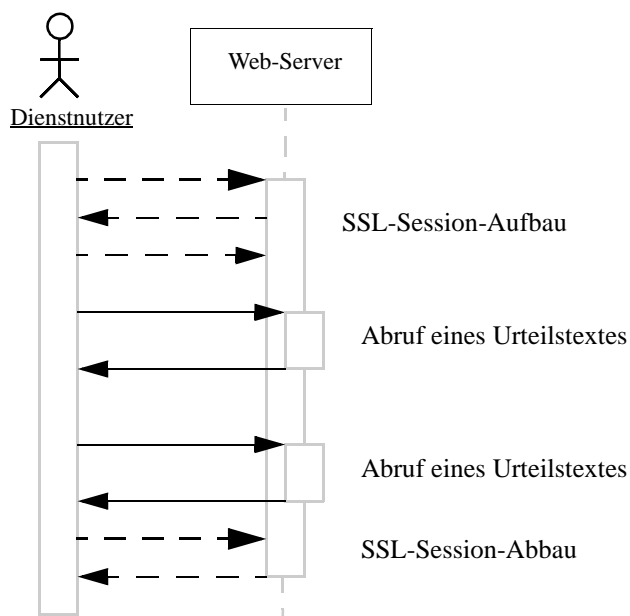 Web-Server
Dienstnutzer
SSL-Session-Aufbau
Abruf eines Urteilstextes
Abruf eines Urteilstextes
SSL-Session-Abbau